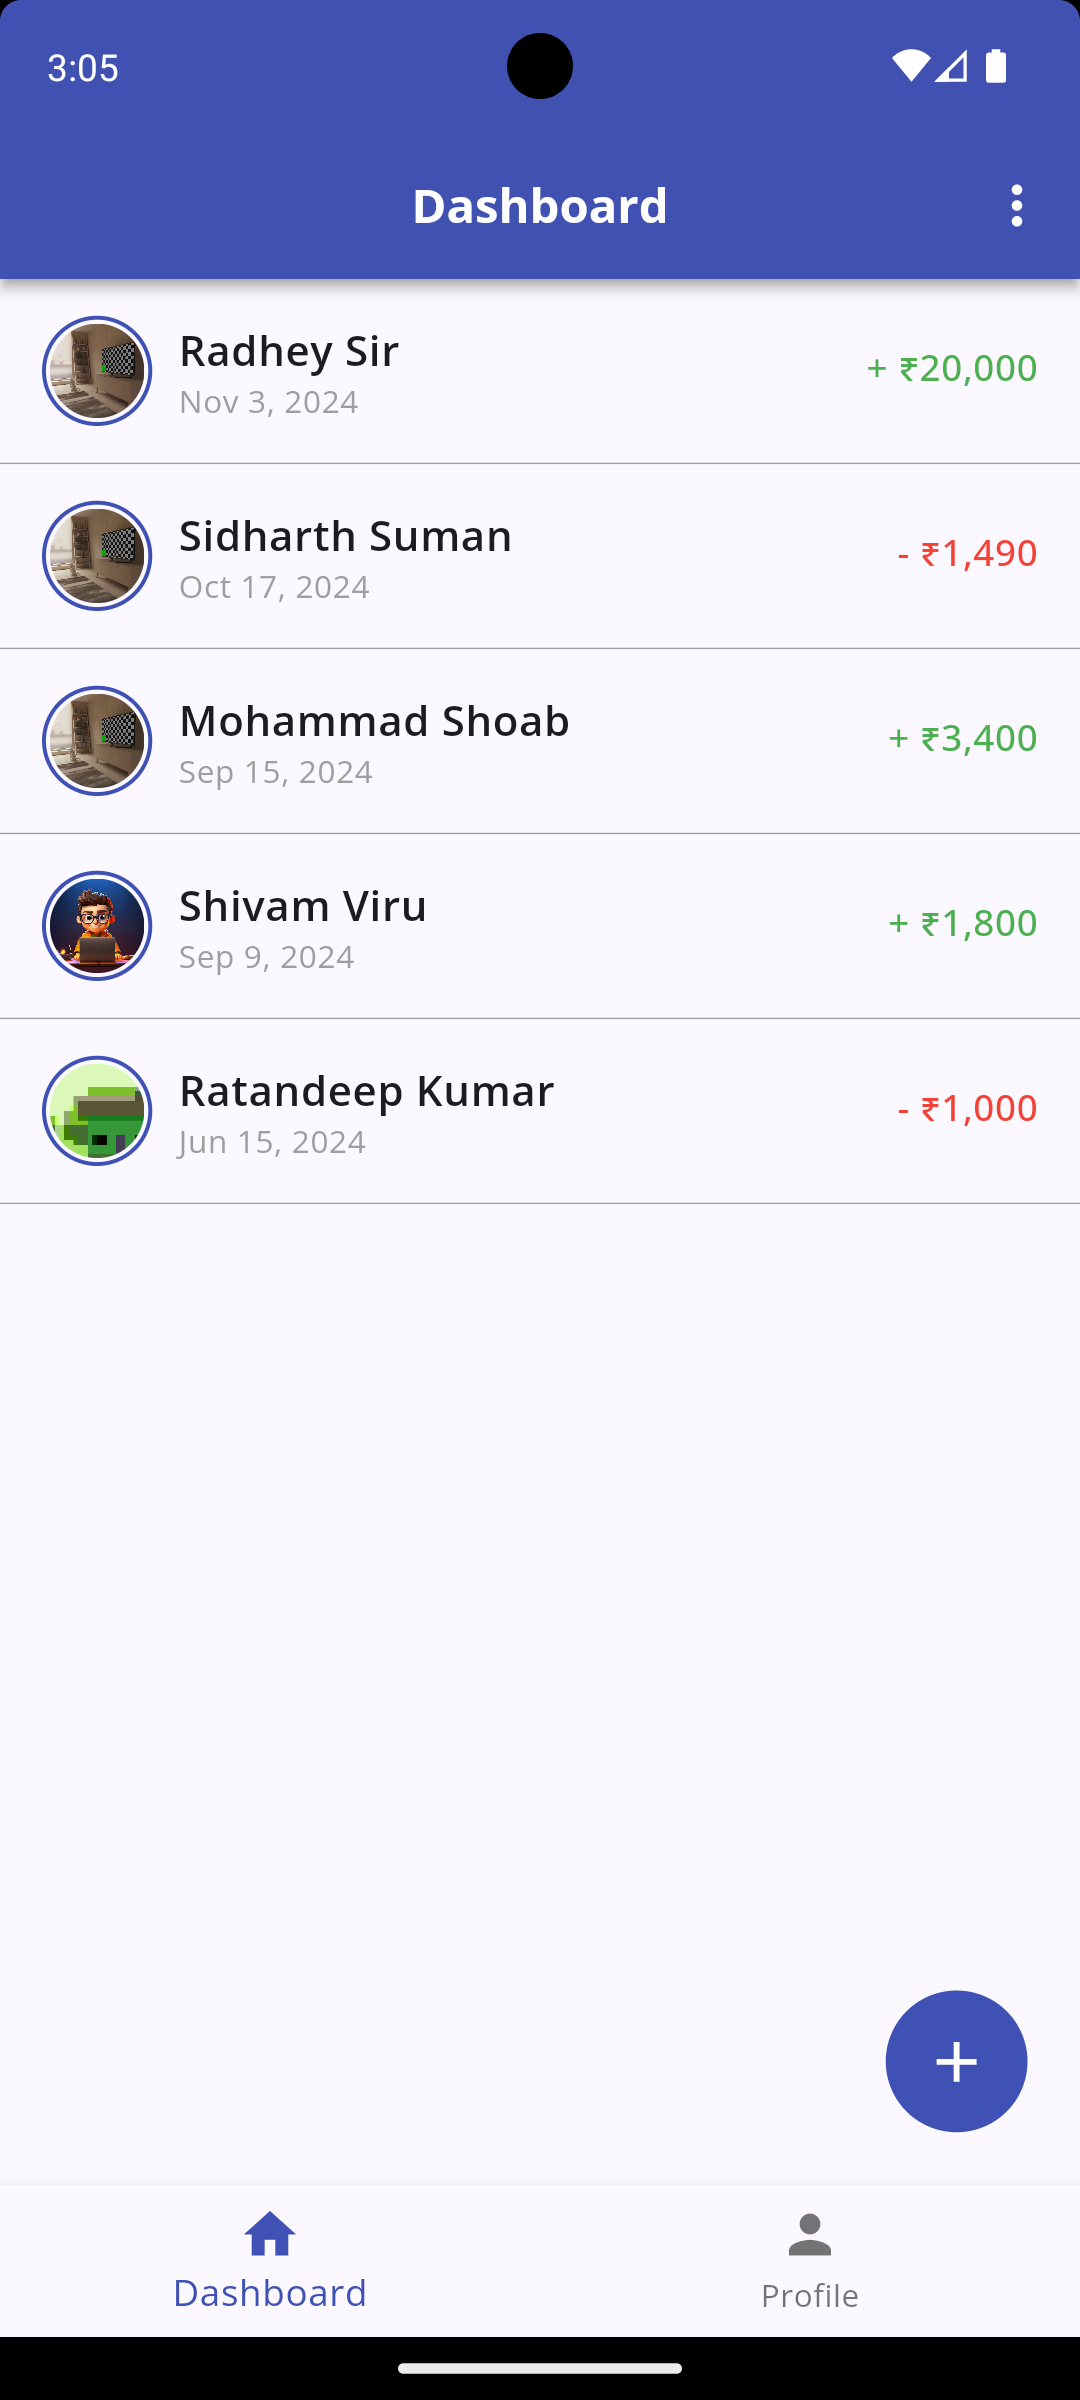 3:05
Dashboard
Radhey Sir
Nov 3, 2024
+ ₹20,000
Sidharth Suman
Oct 17, 2024
- ₹1,490
Mohammad Shoab
Sep 15, 2024
+ ₹3,400
Shivam Viru
Sep 9, 2024
+ ₹1,800
Ratandeep Kumar
Jun 15, 2024
- ₹1,000
Dashboard
Profile